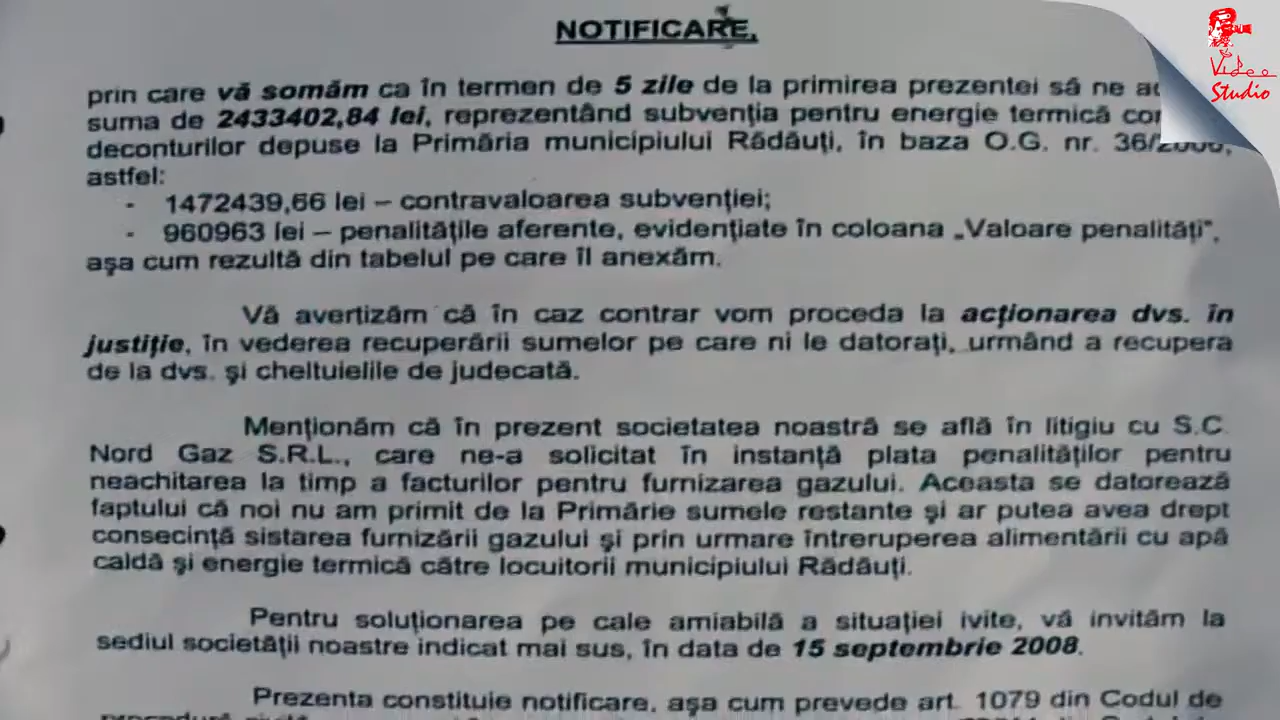 NOTIFICARE,
Video
Studio
prin care vă somăm ca în termen de 5 zile de la primirea prezentei să ne
suma de 2433402,84 lei, reprezentând subvenția pentru energie termică
deconturilor depuse la Primăria municipiului Rădăuți, în baza O.G. nr.
astfel:
- 1472439,66 lei – contravaloarea subvenției;
- 960963 lei – penalitățile aferente, evidențiate în coloana „Valoare penalități",
așa cum rezultă din tabelul pe care îl anexăm.
Vă avertizăm că în caz contrar vom proceda la acționarea dvs. în
justiție, în vederea recuperării sumelor pe care ni le datorați, urmând a recupera
de la dvs. și cheltuielile de judecată.
Menționăm că în prezent societatea noastră se află în litigiu cu S.C.
Nord Gaz S.R.L., care ne-a solicitat în instanță plata penalităților pentru
neachitarea la timp a facturilor pentru furnizarea gazului. Aceasta se datorează
faptului că noi nu am primit de la Primărie sumele restante și ar putea avea drept
consecință sistarea furnizării gazului și prin urmare întreruperea alimentării cu apă
caldă și energie termică către locuitorii municipiului Rădăuți.
Pentru soluționarea pe cale amiabilă a situației ivite, vă invităm la
sediul societății noastre indicat mai sus, în data de 15 septembrie 2008.
Prezenta constituie notificare, așa cum prevede art. 1079 din Codul de